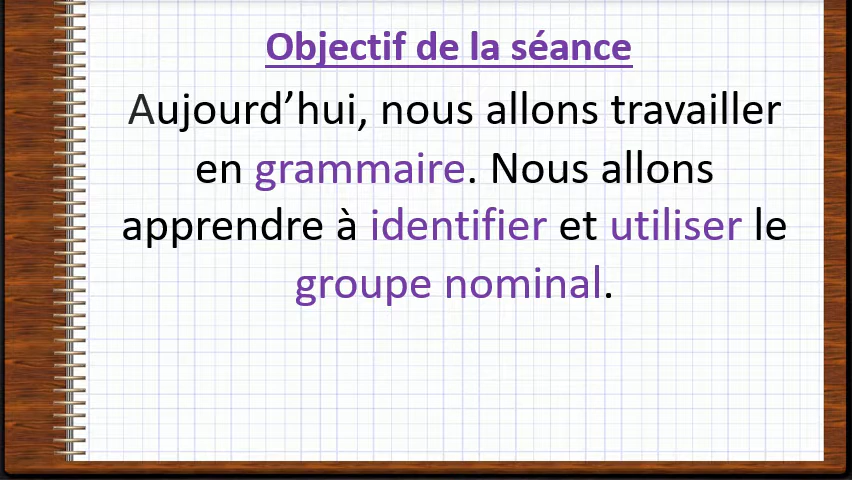 Objectif de la séance
Aujourd’hui, nous allons travailler
en grammaire. Nous allons
apprendre à identifier et utiliser le
groupe nominal.